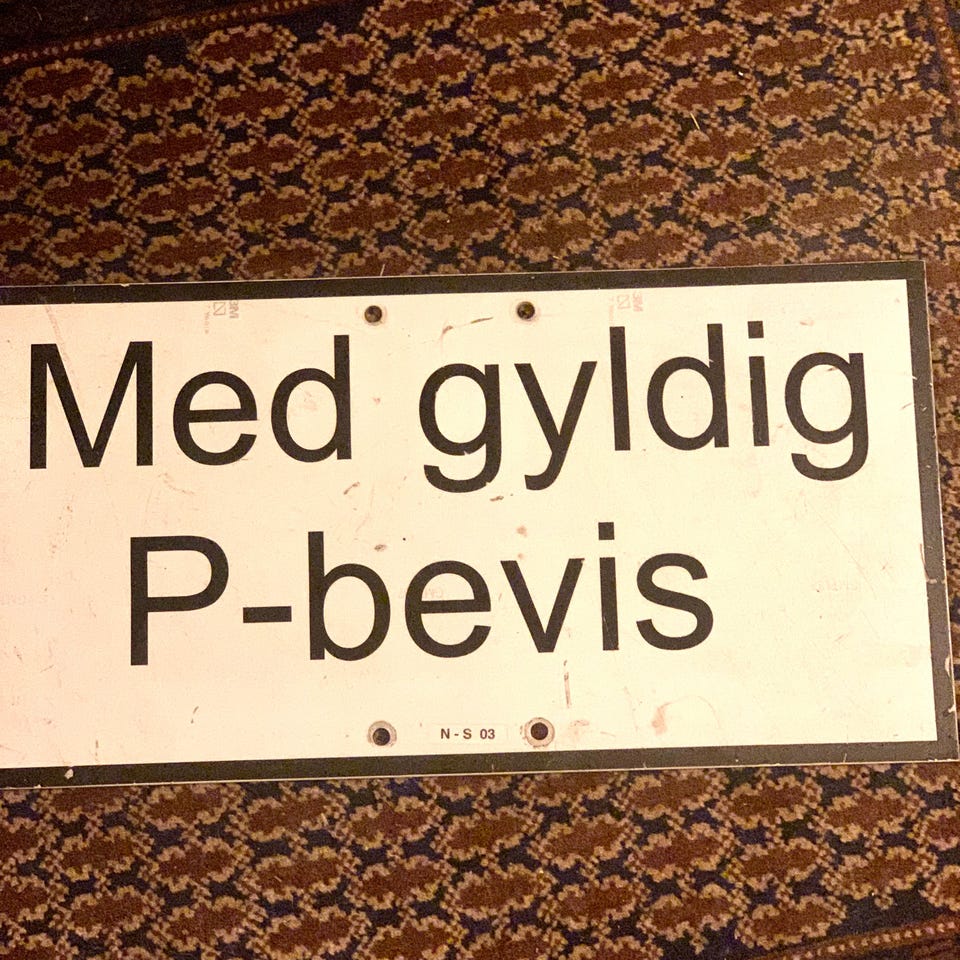 Med gyldig
P-bevis
N-S 03